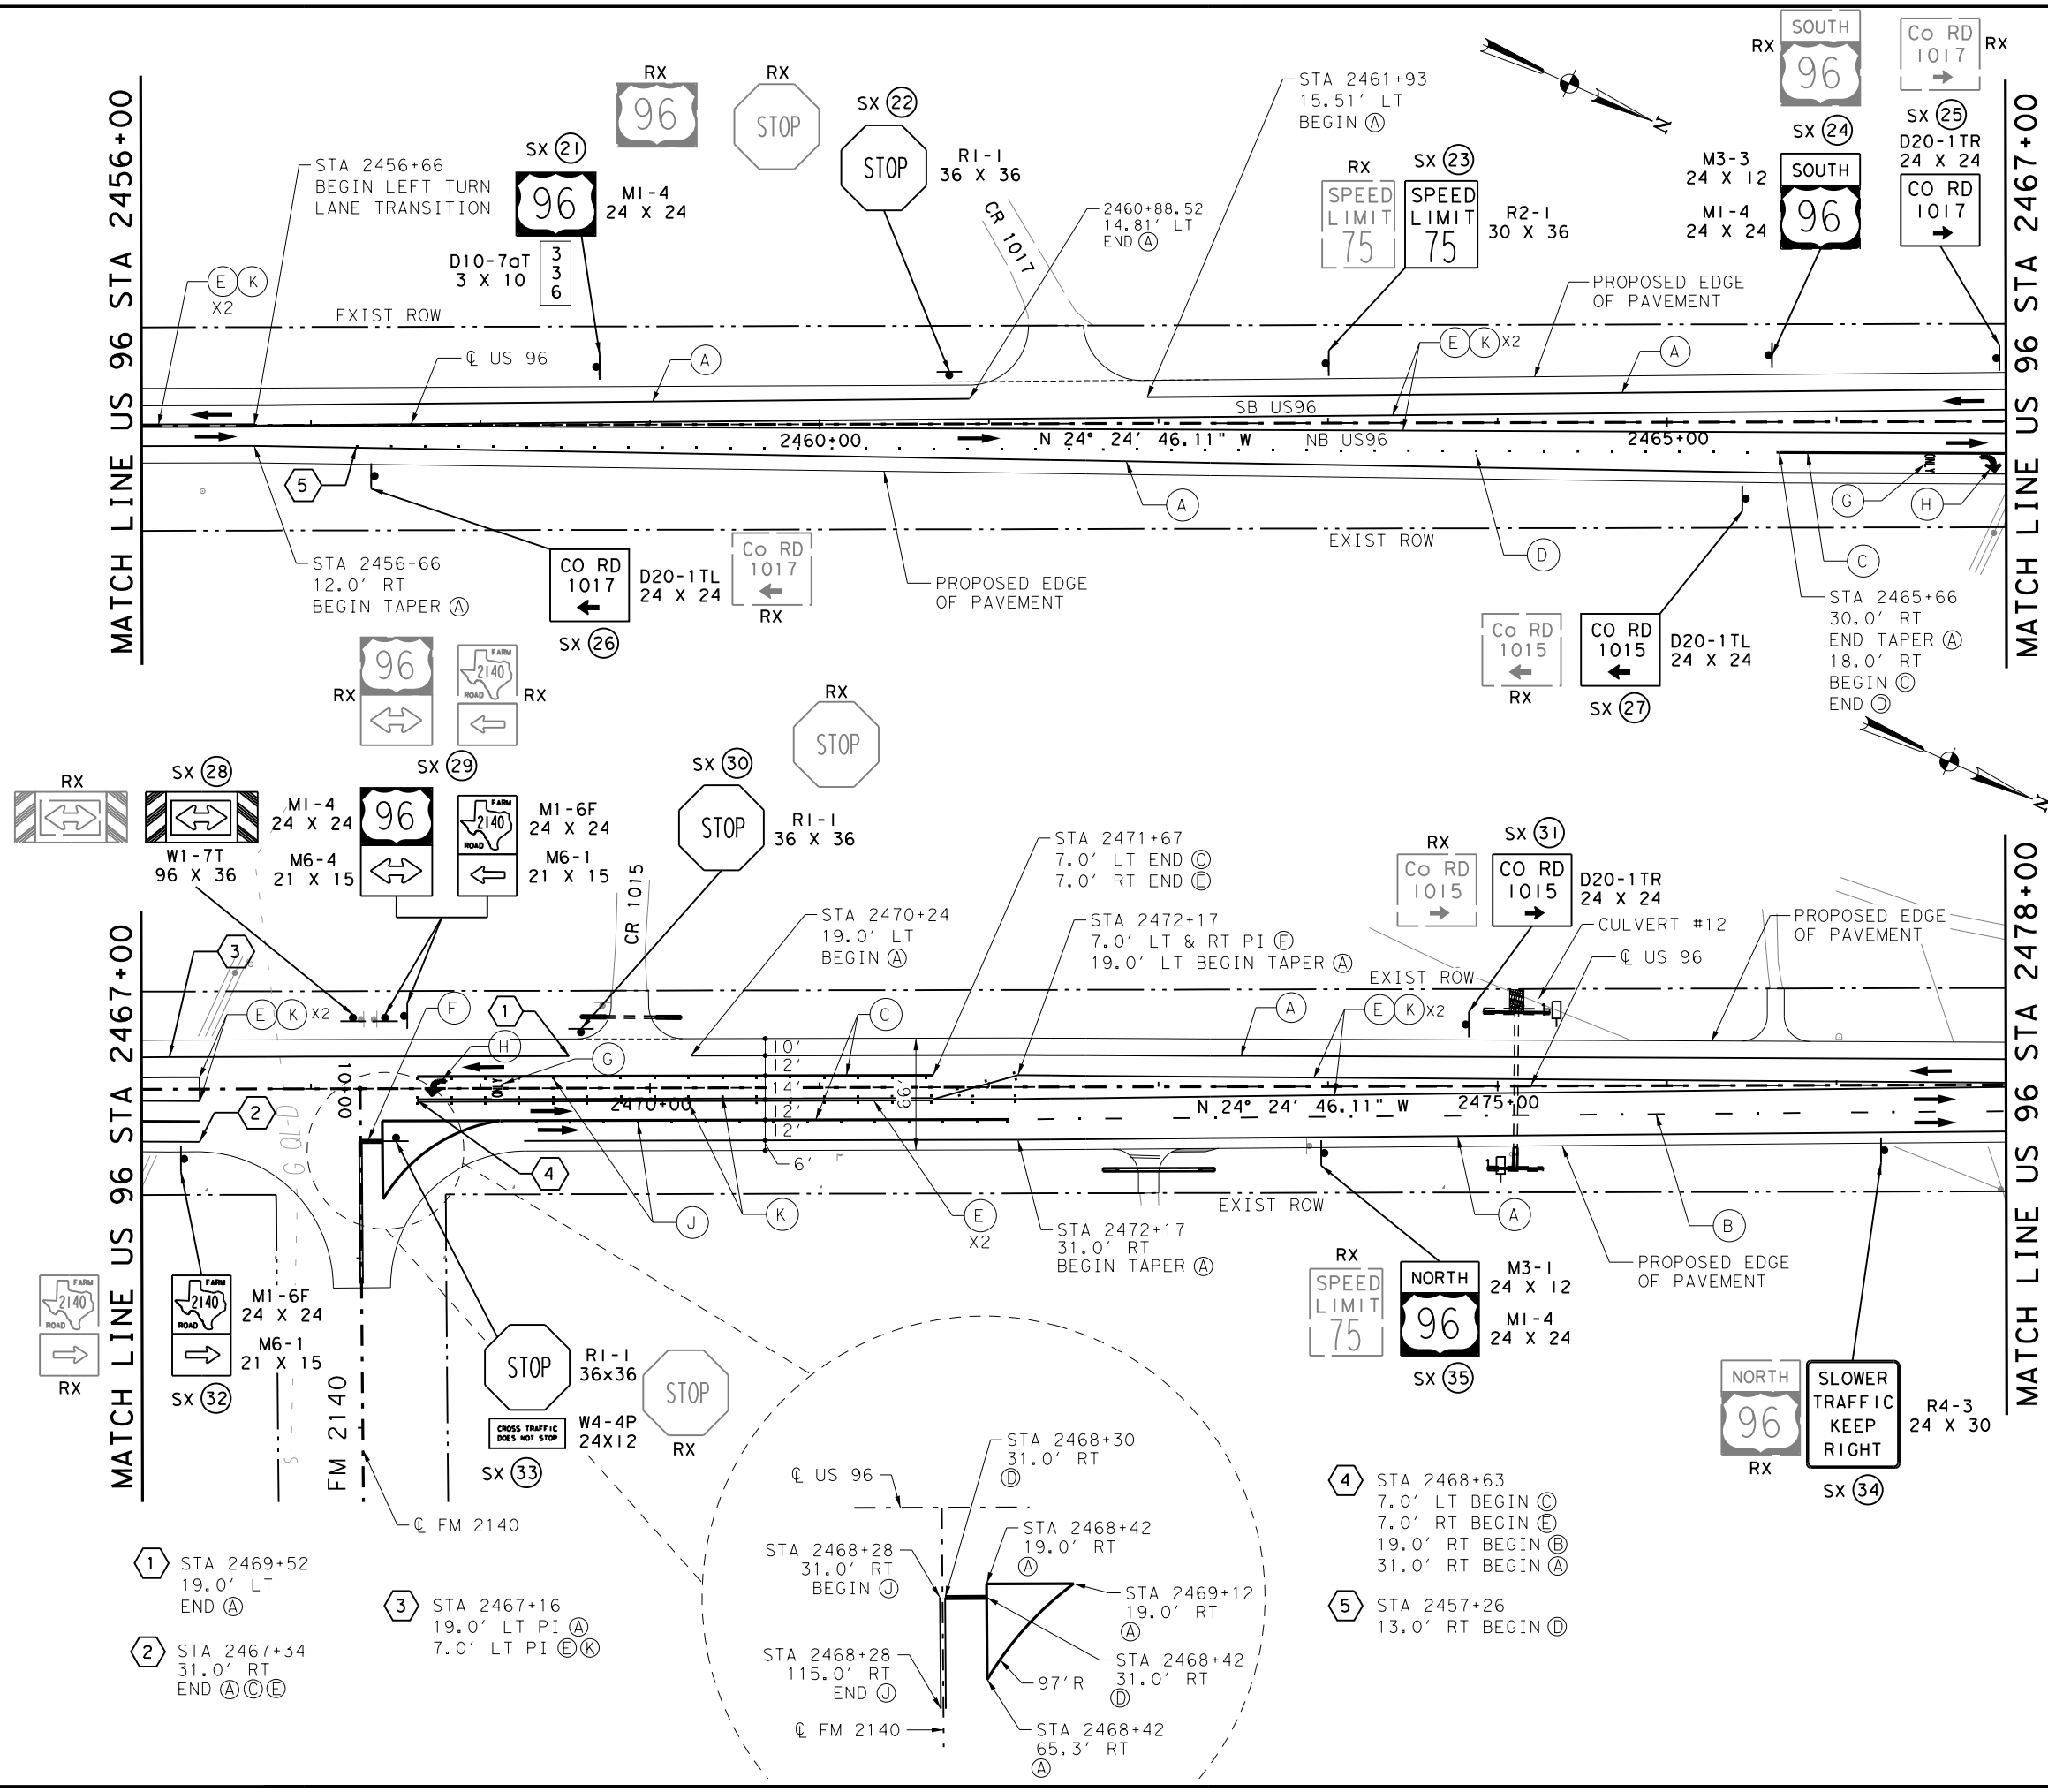 MATCH LINE US 96 STA 2456+00
STA 2456+66
BEGIN LEFT TURN
LANE TRANSITION
E K
X2
EXIST ROW
℄ US 96
A
SX 21
96
M1-4
24 X 24
D10-7aT
3 X 10
3
3
6
RX
96
RX
STOP
SX 22
STOP
R1-1
36 X 36
STA 2461+93
15.51' LT
BEGIN A
CR 1017
2460+88.52
14.81' LT
END A
N
RX
SPEED
LIMIT
75
SX 23
SPEED
LIMIT
75
R2-1
30 X 36
RX
SOUTH
96
Co RD
1017
RX
SX 24
M3-3
24 X 12
M1-4
24 X 24
SOUTH
96
SX 25
D20-1TR
24 X 24
CO RD
1017
PROPOSED EDGE
OF PAVEMENT
E K X2
A
SB US96
2460+00
N 24° 24' 46.11" W
NB US96
2465+00
ONLY
5
A
G
H
EXIST ROW
D
C
STA 2456+66
12.0' RT
BEGIN TAPER A
CO RD
1017
D20-1TL
24 X 24
SX 26
Co RD
1017
RX
PROPOSED EDGE
OF PAVEMENT
Co RD
1015
RX
CO RD
1015
D20-1TL
24 X 24
SX 27
STA 2465+66
30.0' RT
END TAPER A
18.0' RT
BEGIN C
END D
MATCH LINE US 96 STA 2467+00
N
MATCH LINE US 96 STA 2467+00
RX
SX 28
W1-7T
96 X 36
RX
96
FARM
2140
ROAD
RX
SX 29
M1-4
24 X 24
M6-4
21 X 15
96
FARM
2140
ROAD
M1-6F
24 X 24
M6-1
21 X 15
RX
STOP
SX 30
STOP
R1-1
36 X 36
CR 1015
STA 2471+67
7.0' LT END C
7.0' RT END E
STA 2470+24
19.0' LT
BEGIN A
STA 2472+17
7.0' LT & RT PI F
19.0' LT BEGIN TAPER A
RX
Co RD
1015
SX 31
CO RD
1015
D20-1TR
24 X 24
CULVERT #12
℄ US 96
PROPOSED EDGE
OF PAVEMENT
EXIST ROW
3
E K X2
F
1
H
G
C
A
E K X2
10'
12'
14'
12'
12'
6'
66'
10+00
ONLY
2470+00
N 24° 24' 46.11" W
2475+00
1
1
2
4
J
K
E
X2
A
B
EXIST ROW
STA 2472+17
31.0' RT
BEGIN TAPER A
PROPOSED EDGE
OF PAVEMENT
FARM
2140
ROAD
RX
FARM
2140
ROAD
M1-6F
24 X 24
M6-1
21 X 15
SX 32
FM 2140
℄ FM 2140
STOP
R1-1
36x36
CROSS TRAFFIC
DOES NOT STOP
W4-4P
24X12
SX 33
STOP
RX
RX
SPEED
LIMIT
75
NORTH
96
M3-1
24 X 12
M1-4
24 X 24
SX 35
NORTH
96
RX
SLOWER
TRAFFIC
KEEP
RIGHT
R4-3
24 X 30
SX 34
MATCH LINE US 96 STA 2478+00
℄ US 96
STA 2468+30
31.0' RT
D
STA 2468+28
31.0' RT
BEGIN J
STA 2468+42
19.0' RT
A
STA 2469+12
19.0' RT
A
STA 2468+42
31.0' RT
D
STA 2468+28
115.0' RT
END J
97'R
℄ FM 2140
STA 2468+42
65.3' RT
A
1 STA 2469+52
19.0' LT
END A
2 STA 2467+34
31.0' RT
END A C E
3 STA 2467+16
19.0' LT PI A
7.0' LT PI E K
4 STA 2468+63
7.0' LT BEGIN C
7.0' RT BEGIN E
19.0' RT BEGIN B
31.0' RT BEGIN A
5 STA 2457+26
13.0' RT BEGIN D